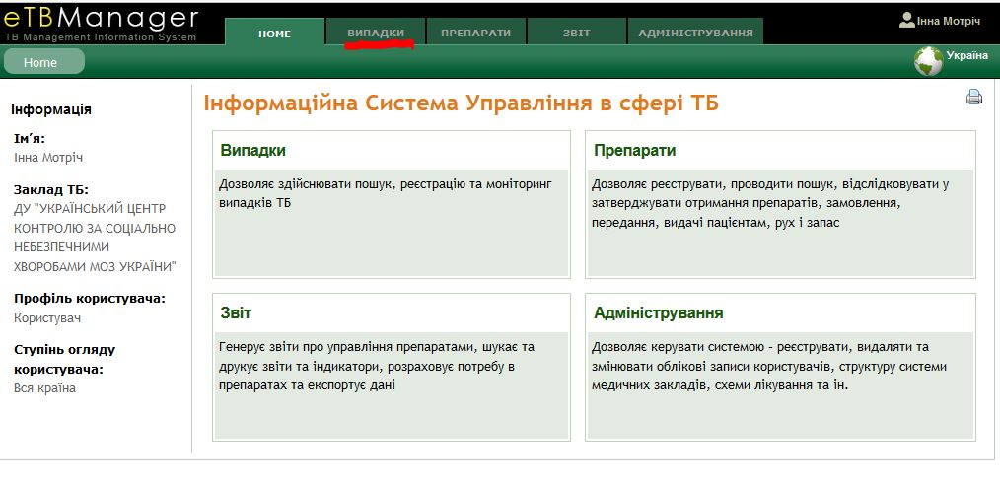 eTBManager
TB Management Information System
HOME
ВИПАДКИ
ПРЕПАРАТИ
ЗВІТ
АДМІНІСТРУВАННЯ
Інна Мотріч
Home
Україна
Інформація
Ім'я:
Інна Мотріч
Заклад ТБ:
ДУ "УКРАЇНСЬКИЙ ЦЕНТР
КОНТРОЛЮ ЗА СОЦІАЛЬНО
НЕБЕЗПЕЧНИМИ
ХВОРОБАМИ МОЗ УКРАЇНИ"
Профіль користувача:
Користувач
Ступінь огляду
користувача:
Вся країна
Інформаційна Система Управління в сфері ТБ
Випадки
Дозволяє здійснювати пошук, реєстрацію та моніторинг
випадків ТБ
Препарати
Дозволяє реєструвати, проводити пошук, відслідковувати у
затверджувати отримання препаратів, замовлення,
передання, видачі пацієнтам, рух і запас
Звіт
Генерує звіти про управління препаратами, шукає та
друкує звіти та індикатори, розраховує потребу в
препаратах та експортує дані
Адміністрування
Дозволяє керувати системою - реєструвати, видаляти та
змінювати облікові записи користувачів, структуру системи
медичних закладів, схеми лікування та ін.